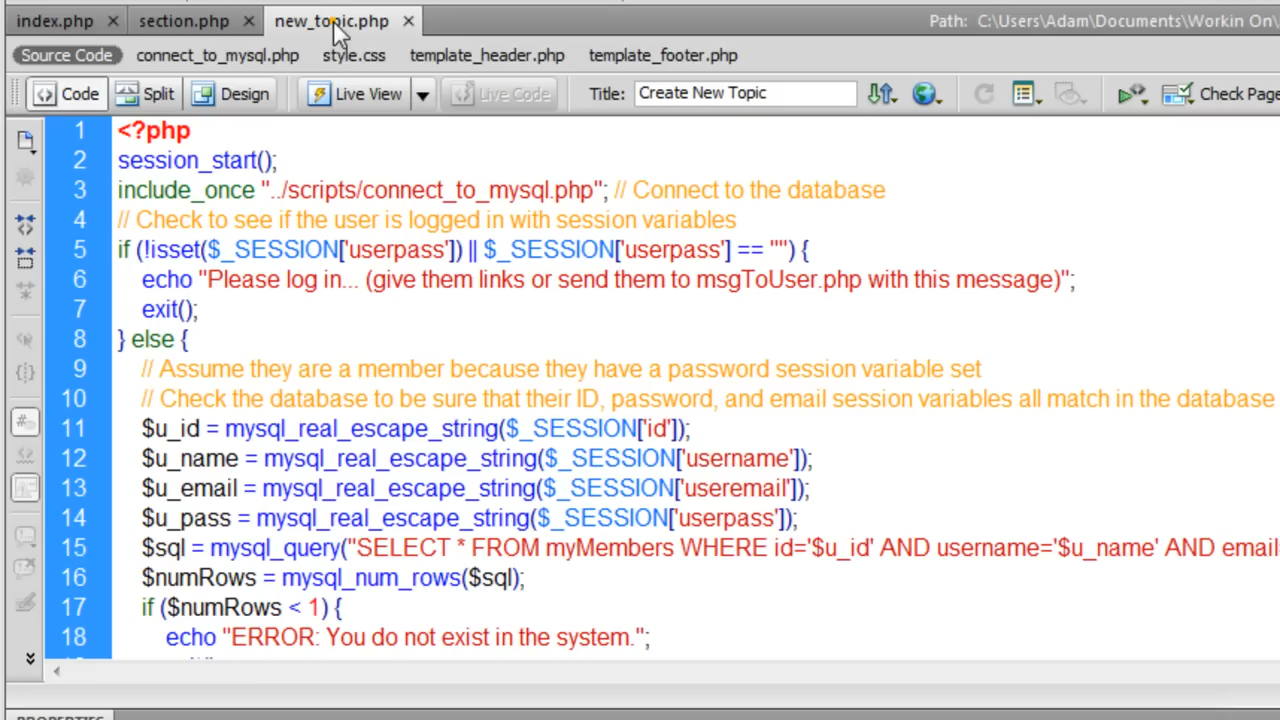 index.php section.php new_topic.php Path: C:\Users\Adam\Documents\Workin On\
Source Code connect_to_mysql.php style.css template_header.php template_footer.php
Code Split Design Live View Live Code Title: Create New Topic Check Page
1 <?php
2 session_start();
3 include_once "../scripts/connect_to_mysql.php"; // Connect to the database
4 // Check to see if the user is logged in with session variables
5 if (!isset($_SESSION['userpass']) || $_SESSION['userpass'] == "") {
6 echo "Please log in... (give them links or send them to msgToUser.php with this message)";
7 exit();
8 } else {
9 // Assume they are a member because they have a password session variable set
10 // Check the database to be sure that their ID, password, and email session variables all match in the database
11 $u_id = mysql_real_escape_string($_SESSION['id']);
12 $u_name = mysql_real_escape_string($_SESSION['username']);
13 $u_email = mysql_real_escape_string($_SESSION['useremail']);
14 $u_pass = mysql_real_escape_string($_SESSION['userpass']);
15 $sql = mysql_query("SELECT * FROM myMembers WHERE id='$u_id' AND username='$u_name' AND email
16 $numRows = mysql_num_rows($sql);
17 if ($numRows < 1) {
18 echo "ERROR: You do not exist in the system.";
PROPERTIES